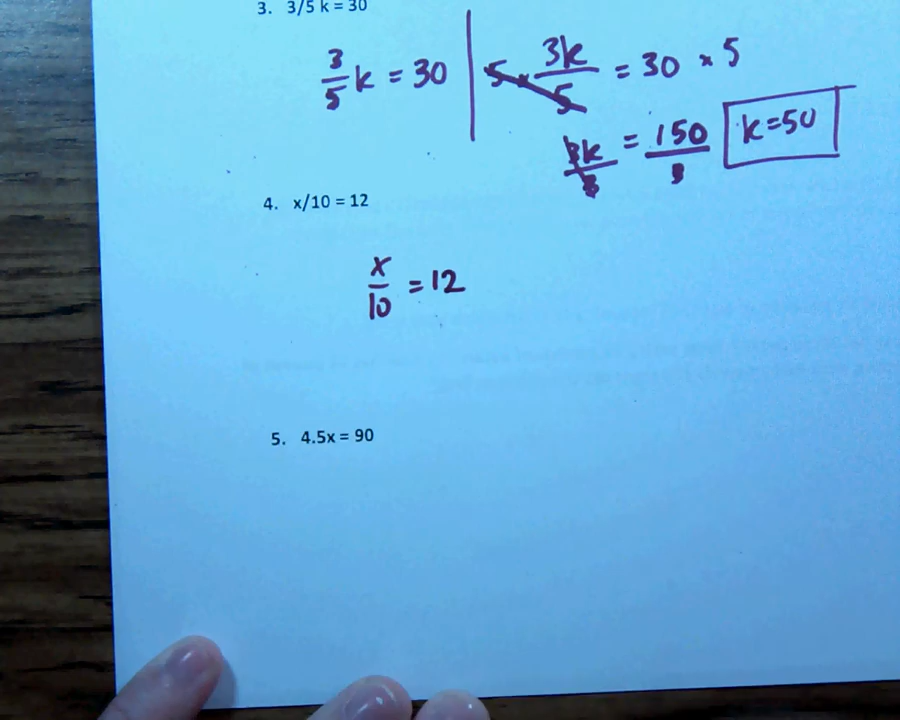 3. 3/5 k = 30
3/5 k = 30
5 × 3k/5 = 30 × 5
3k/3 = 150/3
k=50
4. x/10 = 12
x/10 = 12
5. 4.5x = 90